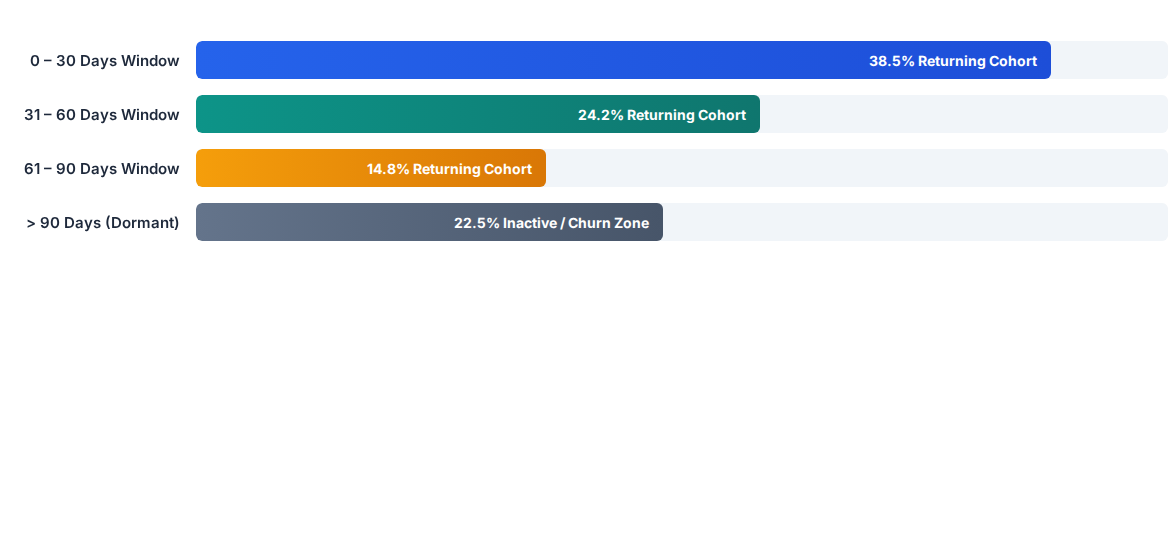 0 – 30 Days Window 38.5% Returning Cohort
31 – 60 Days Window 24.2% Returning Cohort
61 – 90 Days Window 14.8% Returning Cohort
> 90 Days (Dormant) 22.5% Inactive / Churn Zone